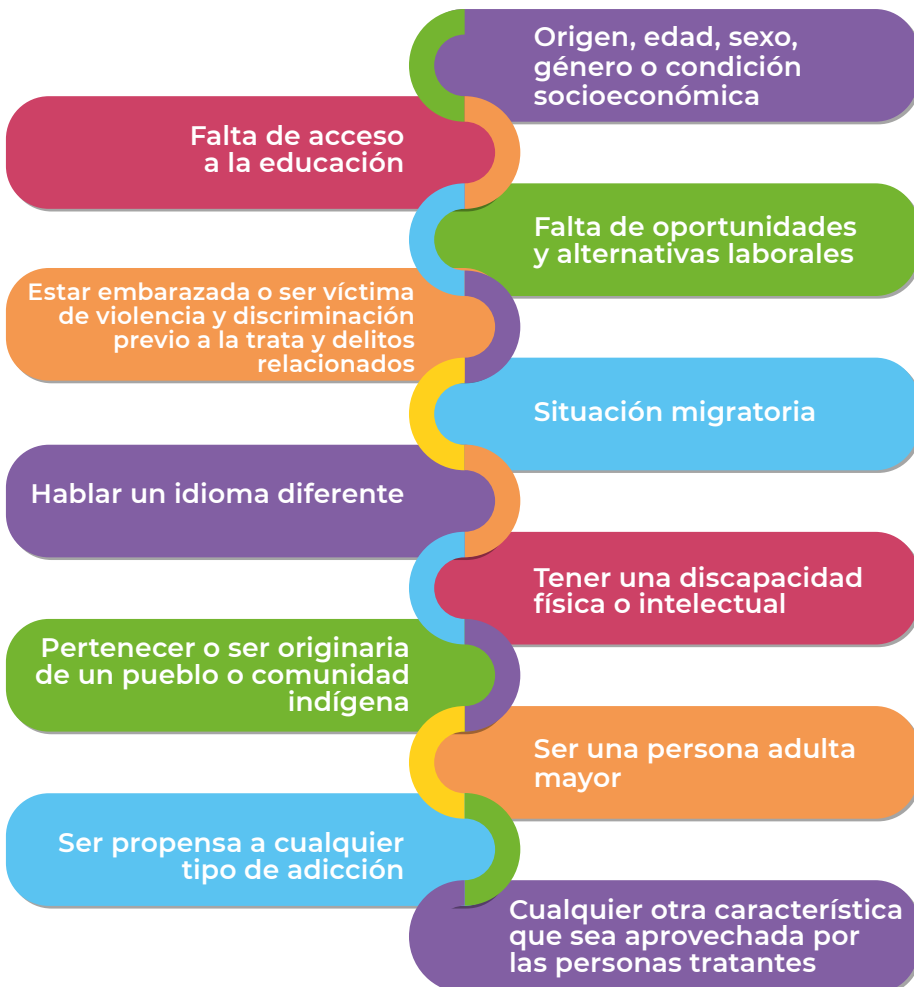 Origen, edad, sexo,
género o condición
socioeconómica
Falta de acceso
a la educación
Falta de oportunidades
y alternativas laborales
Estar embarazada o ser víctima
de violencia y discriminación
previo a la trata y delitos
relacionados
Situación migratoria
Hablar un idioma diferente
Tener una discapacidad
física o intelectual
Pertenecer o ser originaria
de un pueblo o comunidad
indígena
Ser una persona adulta
mayor
Ser propensa a cualquier
tipo de adicción
Cualquier otra característica
que sea aprovechada por
las personas tratantes